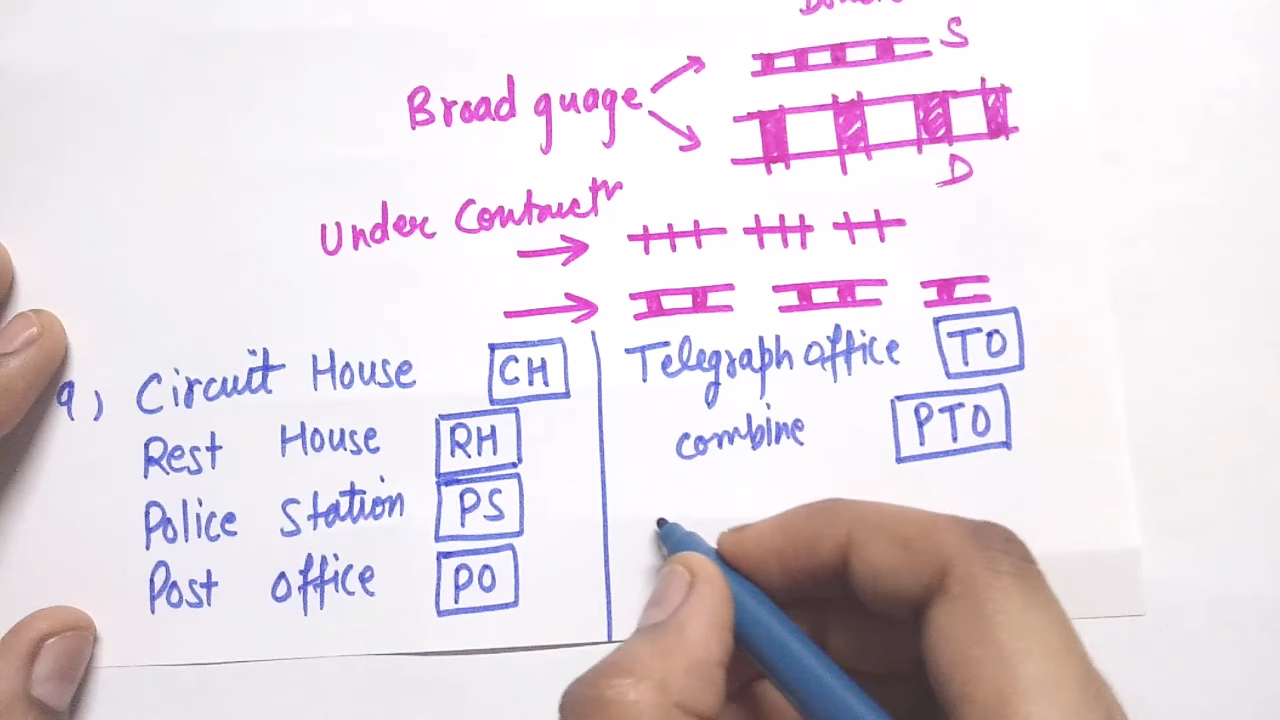 S
Broad guage
D
Under Contructn
9) Circuit House CH
Rest House RH
Police Station PS
Post office PO
Telegraph office TO
combine PTO